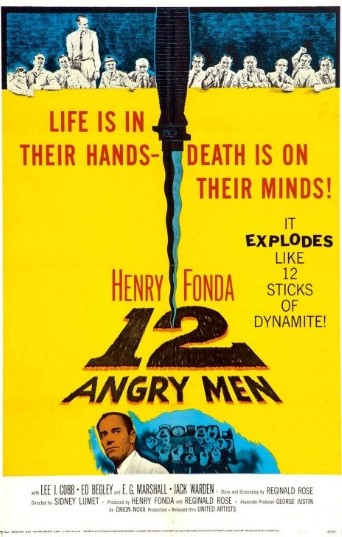 LIFE IS IN
THEIR HANDS- DEATH IS ON
THEIR MINDS!
IT
EXPLODES
LIKE
12
STICKS
OF
DYNAMITE!
HENRY FONDA
12
ANGRY MEN
with LEE J. COBB • ED BEGLEY and E. G. MARSHALL • JACK WARDEN • Story and Screenplay by REGINALD ROSE
Directed by SIDNEY LUMET • Produced by HENRY FONDA and REGINALD ROSE • Associate Producer GEORGE JUSTIN
An ORION-NOVA Production • Released thru UNITED ARTISTS